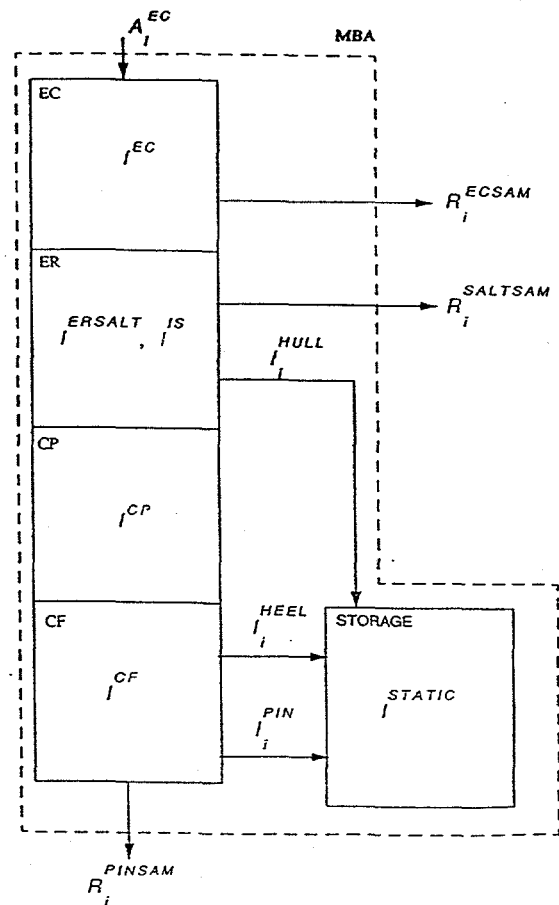 A_I^EC
MBA
EC
I^EC
R_i^ECSAM
ER
R_i^SALTSAM
I^ERSALT, I^IS
I_i^HULL
CP
I^CP
CF
I_i^HEEL
STORAGE
I^CF
I^STATIC
I_i^PIN
R_i^PINSAM